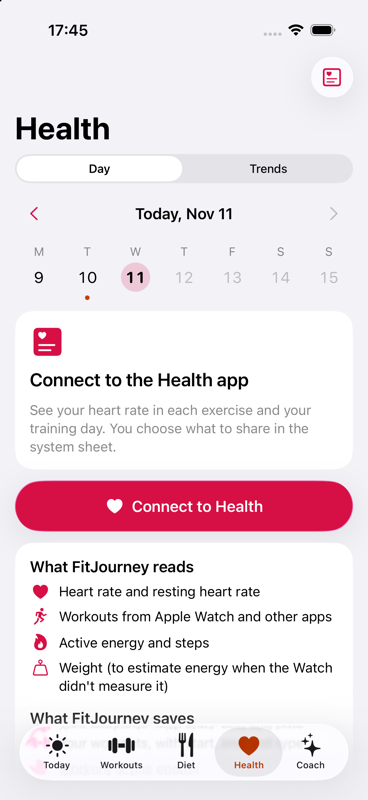 17:45
Health
Day Trends
Today, Nov 11
M T W T F S S
9 10 11 12 13 14 15
Connect to the Health app
See your heart rate in each exercise and your
training day. You choose what to share in the
system sheet.
Connect to Health
What FitJourney reads
Heart rate and resting heart rate
Workouts from Apple Watch and other apps
Active energy and steps
Weight (to estimate energy when the Watch
didn't measure it)
What FitJourney saves
Today Workouts Diet Health Coach